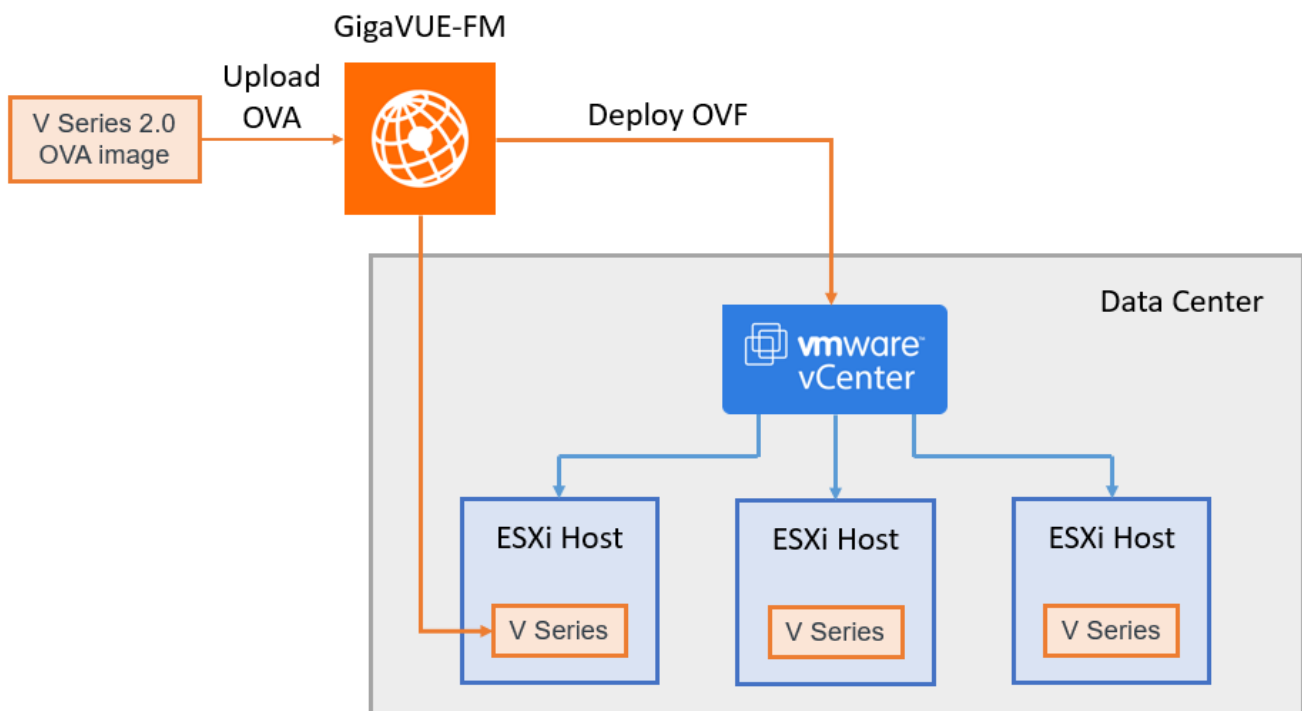 GigaVUE-FM
Upload
OVA
V Series 2.0
OVA image
Deploy OVF
Data Center
vmware™
vCenter
ESXi Host
ESXi Host
ESXi Host
V Series
V Series
V Series